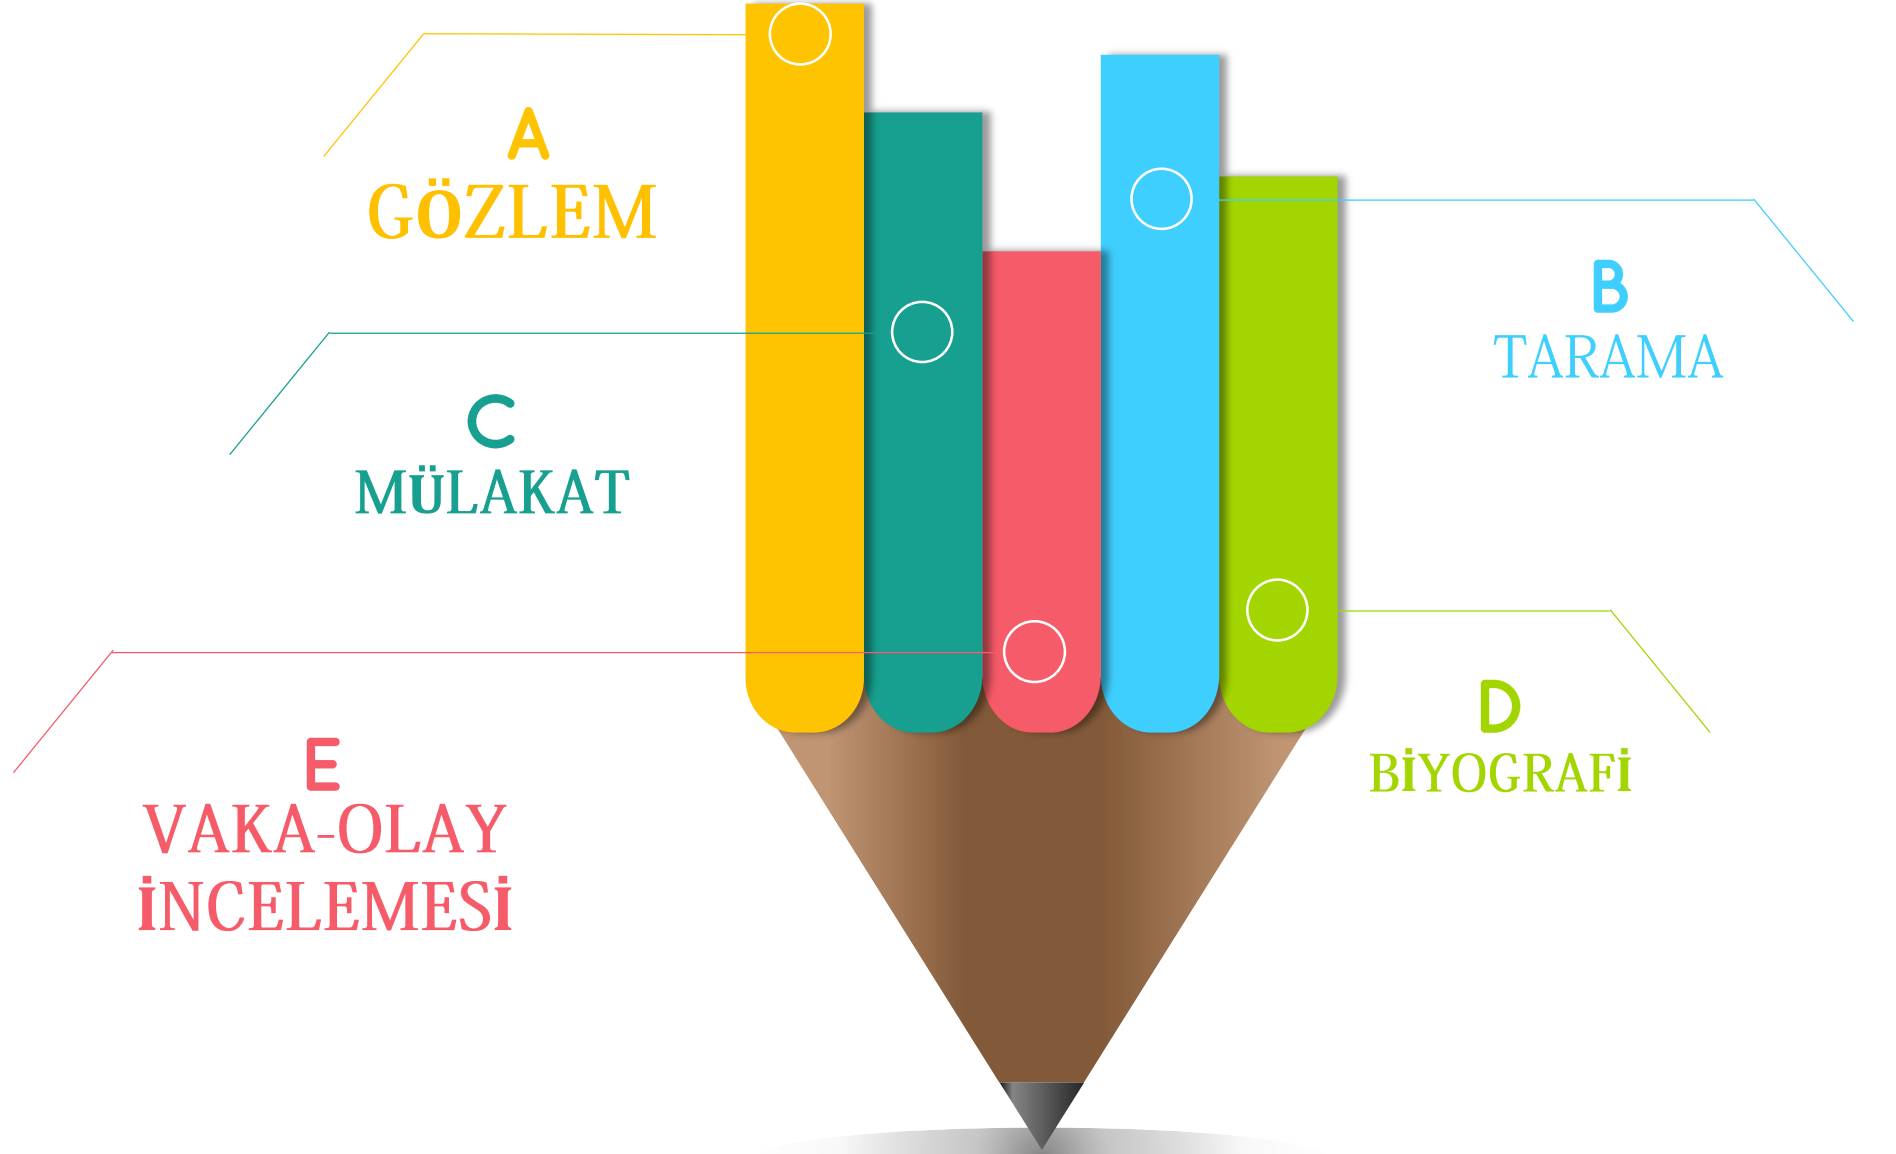 A
GÖZLEM
B
TARAMA
C
MÜLAKAT
D
BİYOGRAFİ
E
VAKA-OLAY
İNCELEMESİ